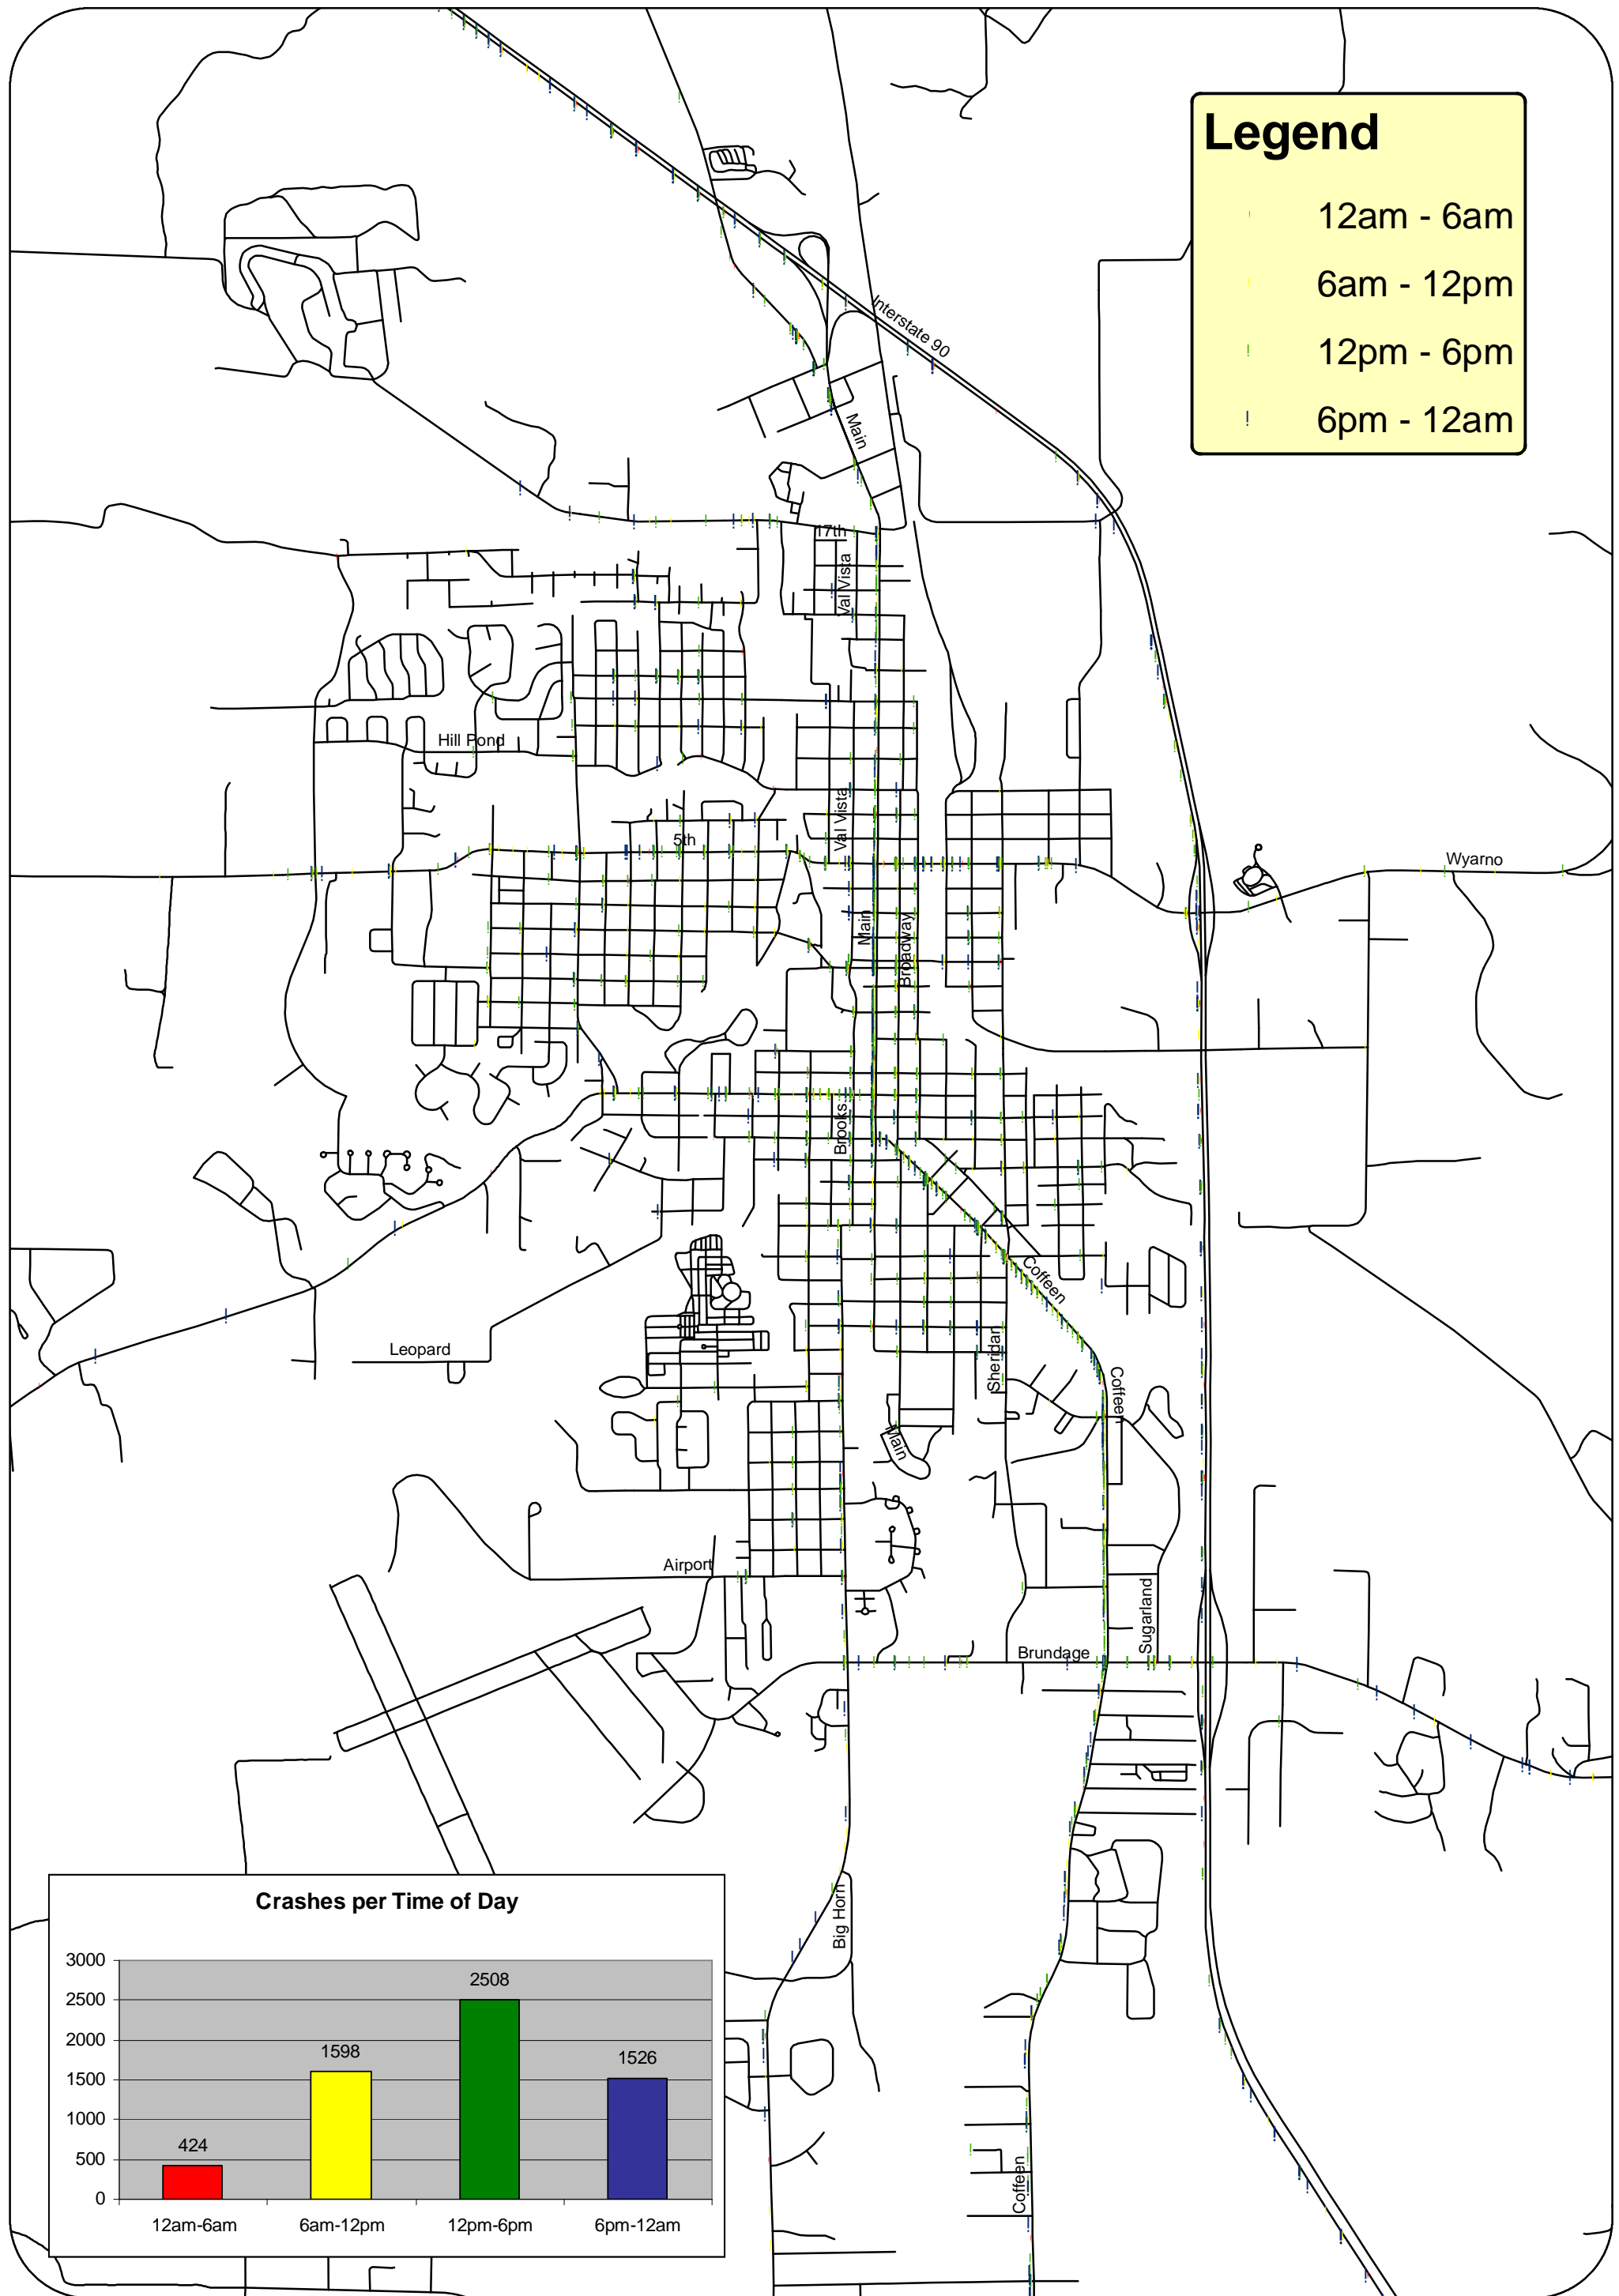 Legend
12am - 6am
6am - 12pm
12pm - 6pm
6pm - 12am
Interstate 90
Main
17th
Val Vista
Hill Pond
Val Vista
5th
Wyarno
Main
Broadway
Brooks
Coffeen
Leopard
Sheridan
Coffeen
Main
Airport
Sugarland
Brundage
Big Horn
Coffeen
Crashes per Time of Day
3000
2500
2000
1500
1000
500
0
424
1598
2508
1526
12am-6am
6am-12pm
12pm-6pm
6pm-12am